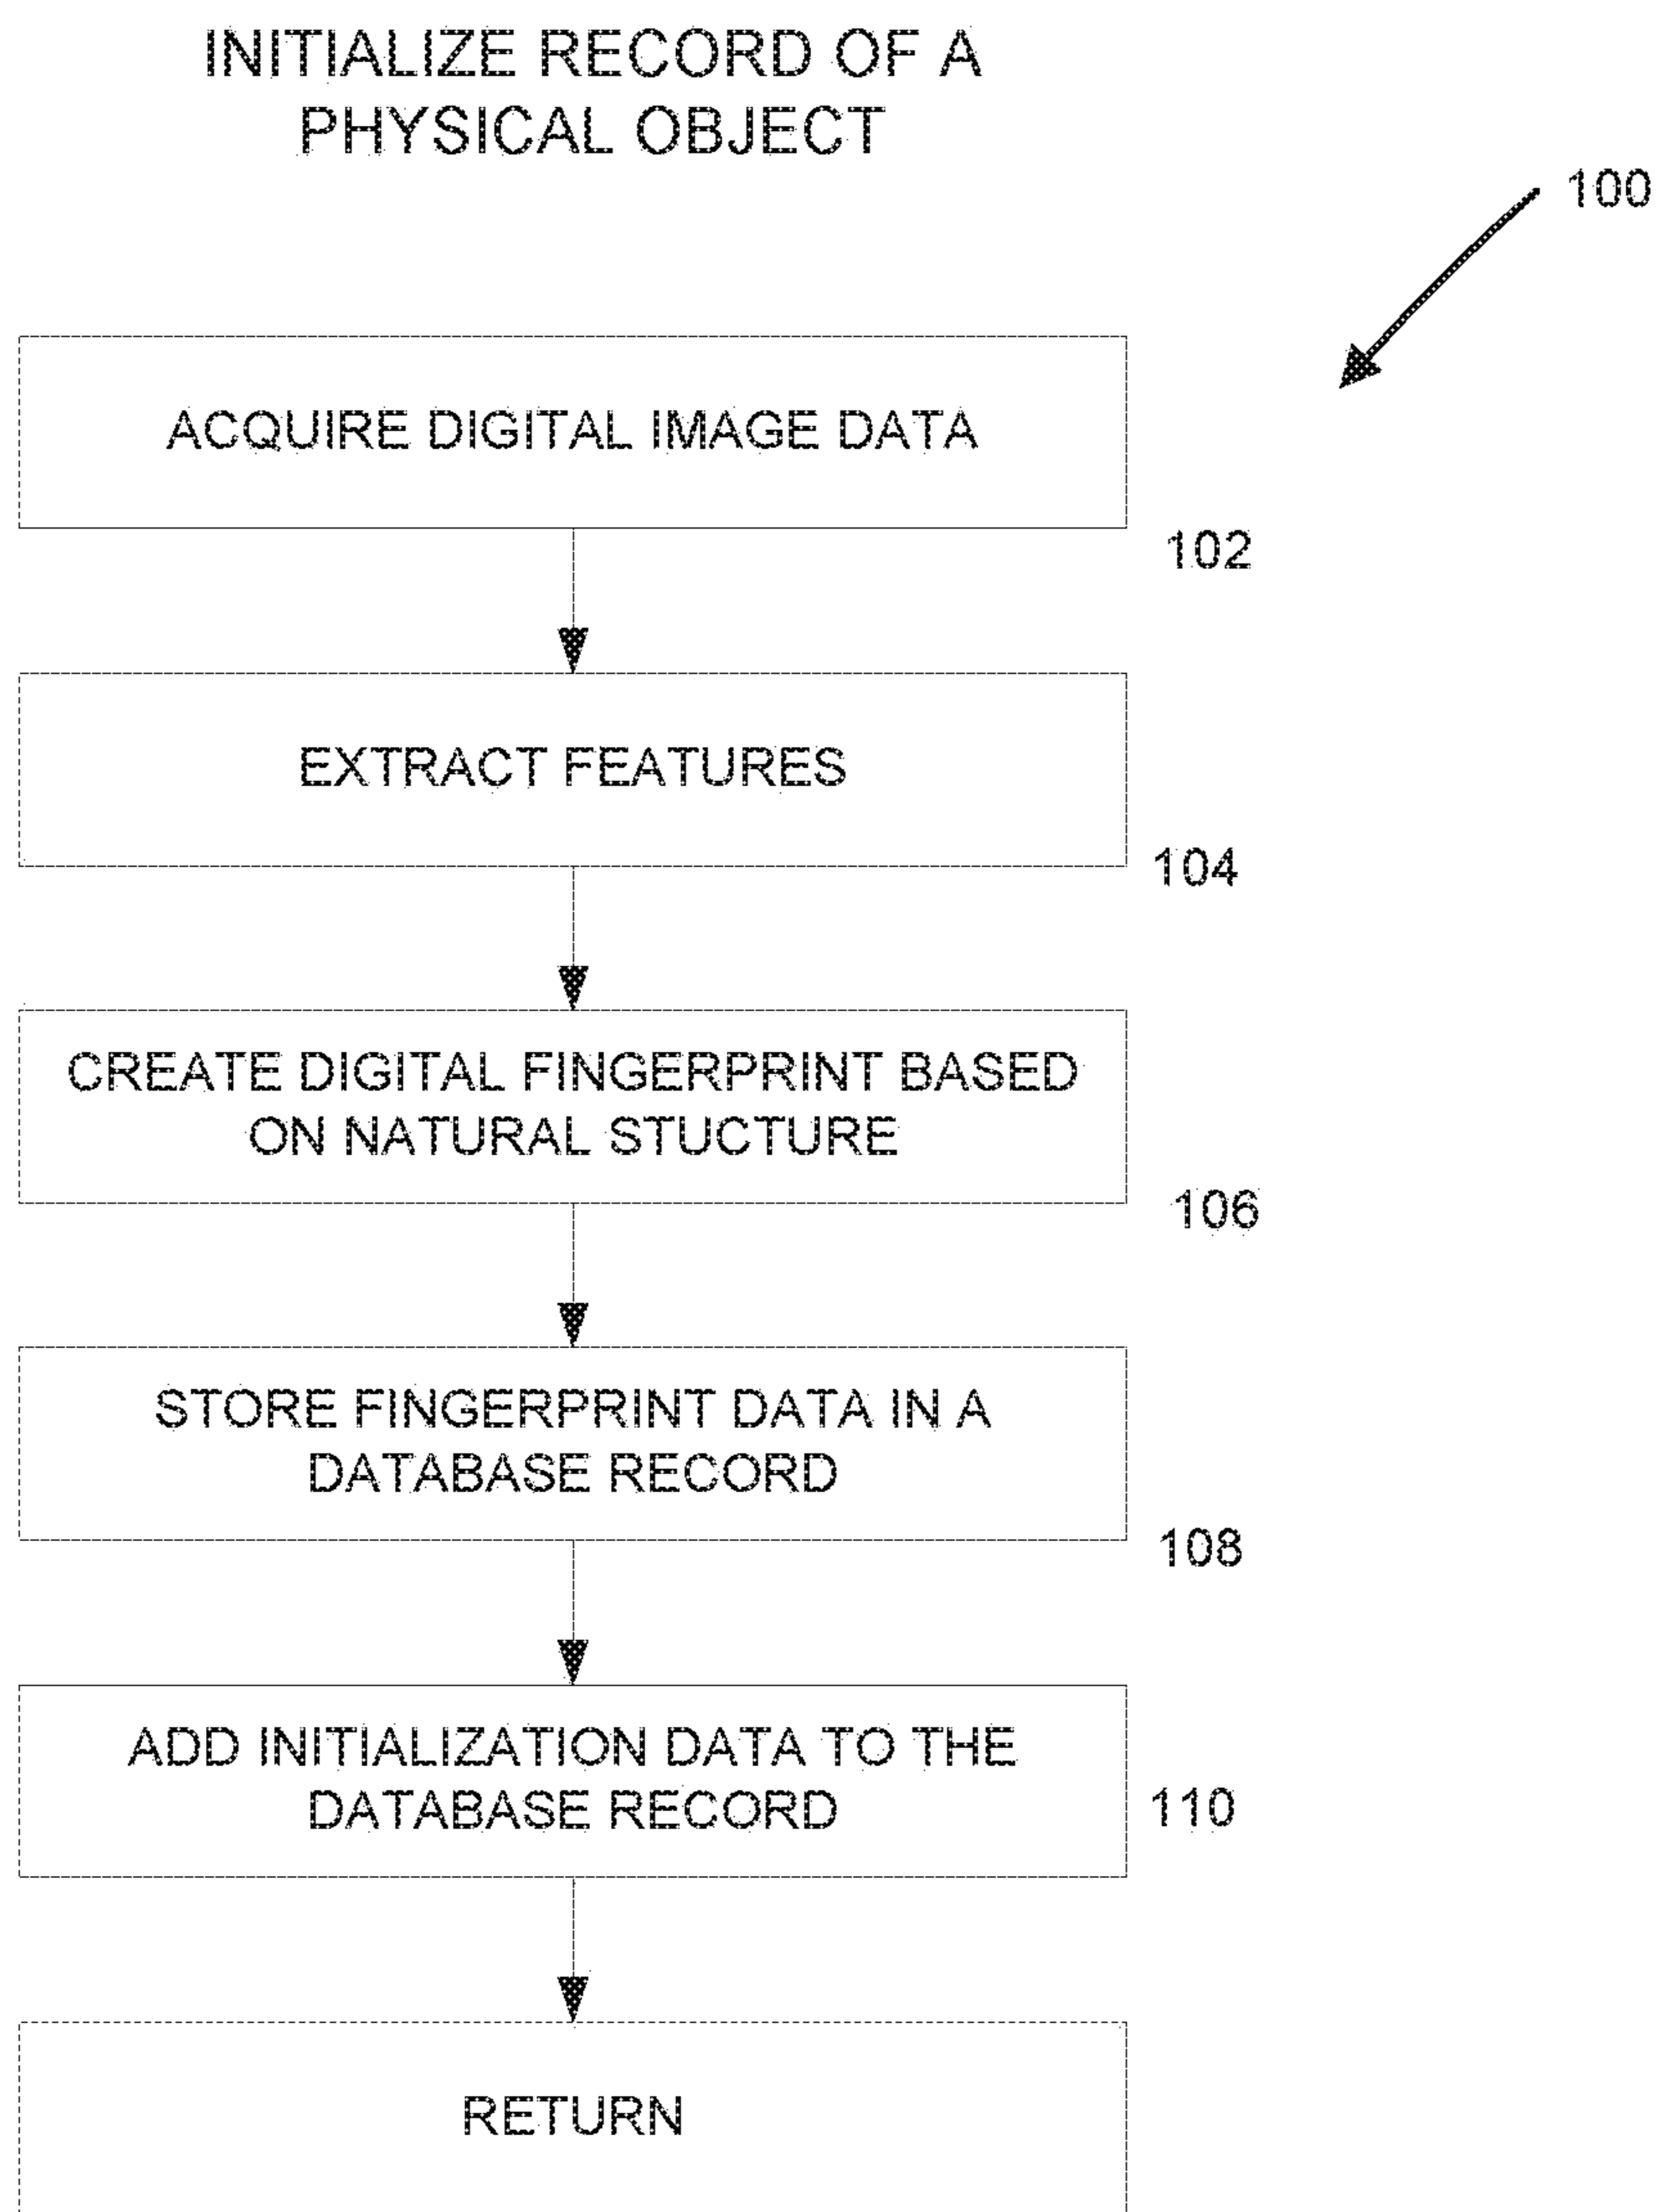 INITIALIZE RECORD OF A
PHYSICAL OBJECT
100
ACQUIRE DIGITAL IMAGE DATA
102
EXTRACT FEATURES
104
CREATE DIGITAL FINGERPRINT BASED
ON NATURAL STUCTURE
106
STORE FINGERPRINT DATA IN A
DATABASE RECORD
108
ADD INITIALIZATION DATA TO THE
DATABASE RECORD
110
RETURN